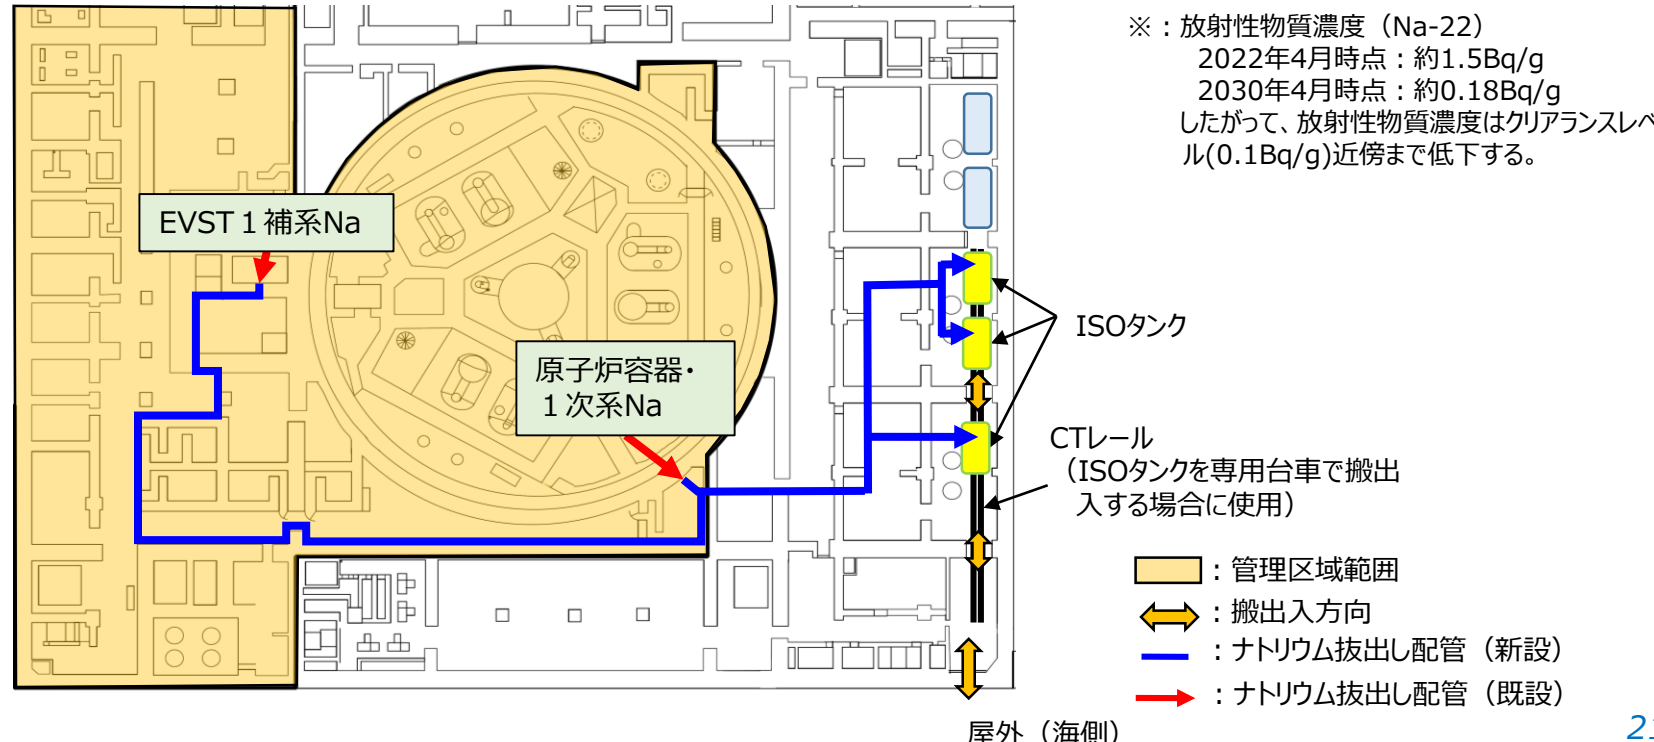 ※：放射性物質濃度（Na-22）
2022年4月時点：約1.5Bq/g
2030年4月時点：約0.18Bq/g
したがって、放射性物質濃度はクリアランスレベ
ル(0.1Bq/g)近傍まで低下する。
EVST１補系Na
原子炉容器・
１次系Na
ISOタンク
CTレール
（ISOタンクを専用台車で搬出
入する場合に使用）
：管理区域範囲
：搬出入方向
：ナトリウム抜出し配管（新設）
：ナトリウム抜出し配管（既設）
屋外（海側）